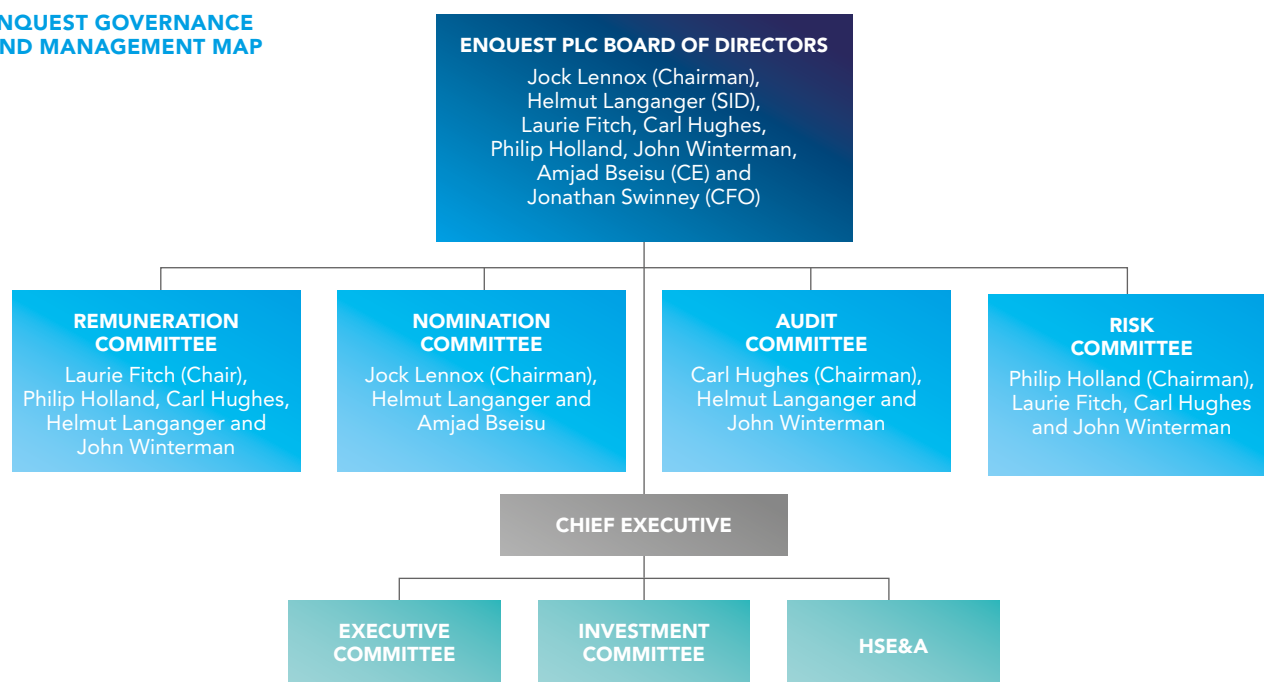 NQUEST GOVERNANCE
ND MANAGEMENT MAP
ENQUEST PLC BOARD OF DIRECTORS
Jock Lennox (Chairman),
Helmut Langanger (SID),
Laurie Fitch, Carl Hughes,
Philip Holland, John Winterman,
Amjad Bseisu (CE) and
Jonathan Swinney (CFO)
REMUNERATION
COMMITTEE
Laurie Fitch (Chair),
Philip Holland, Carl Hughes,
Helmut Langanger and
John Winterman
NOMINATION
COMMITTEE
Jock Lennox (Chairman),
Helmut Langanger and
Amjad Bseisu
AUDIT
COMMITTEE
Carl Hughes (Chairman),
Helmut Langanger and
John Winterman
RISK
COMMITTEE
Philip Holland (Chairman),
Laurie Fitch, Carl Hughes
and John Winterman
CHIEF EXECUTIVE
EXECUTIVE
COMMITTEE
INVESTMENT
COMMITTEE
HSE&A